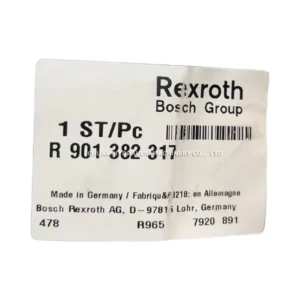 Rexroth
Bosch Group
1 ST/Pc
R 901 382 317
Made in Germany / Fabriqu&#218: en Allemagne
Bosch Rexroth AG, D-97816 Lohr, Germany
478 R965 7920 891